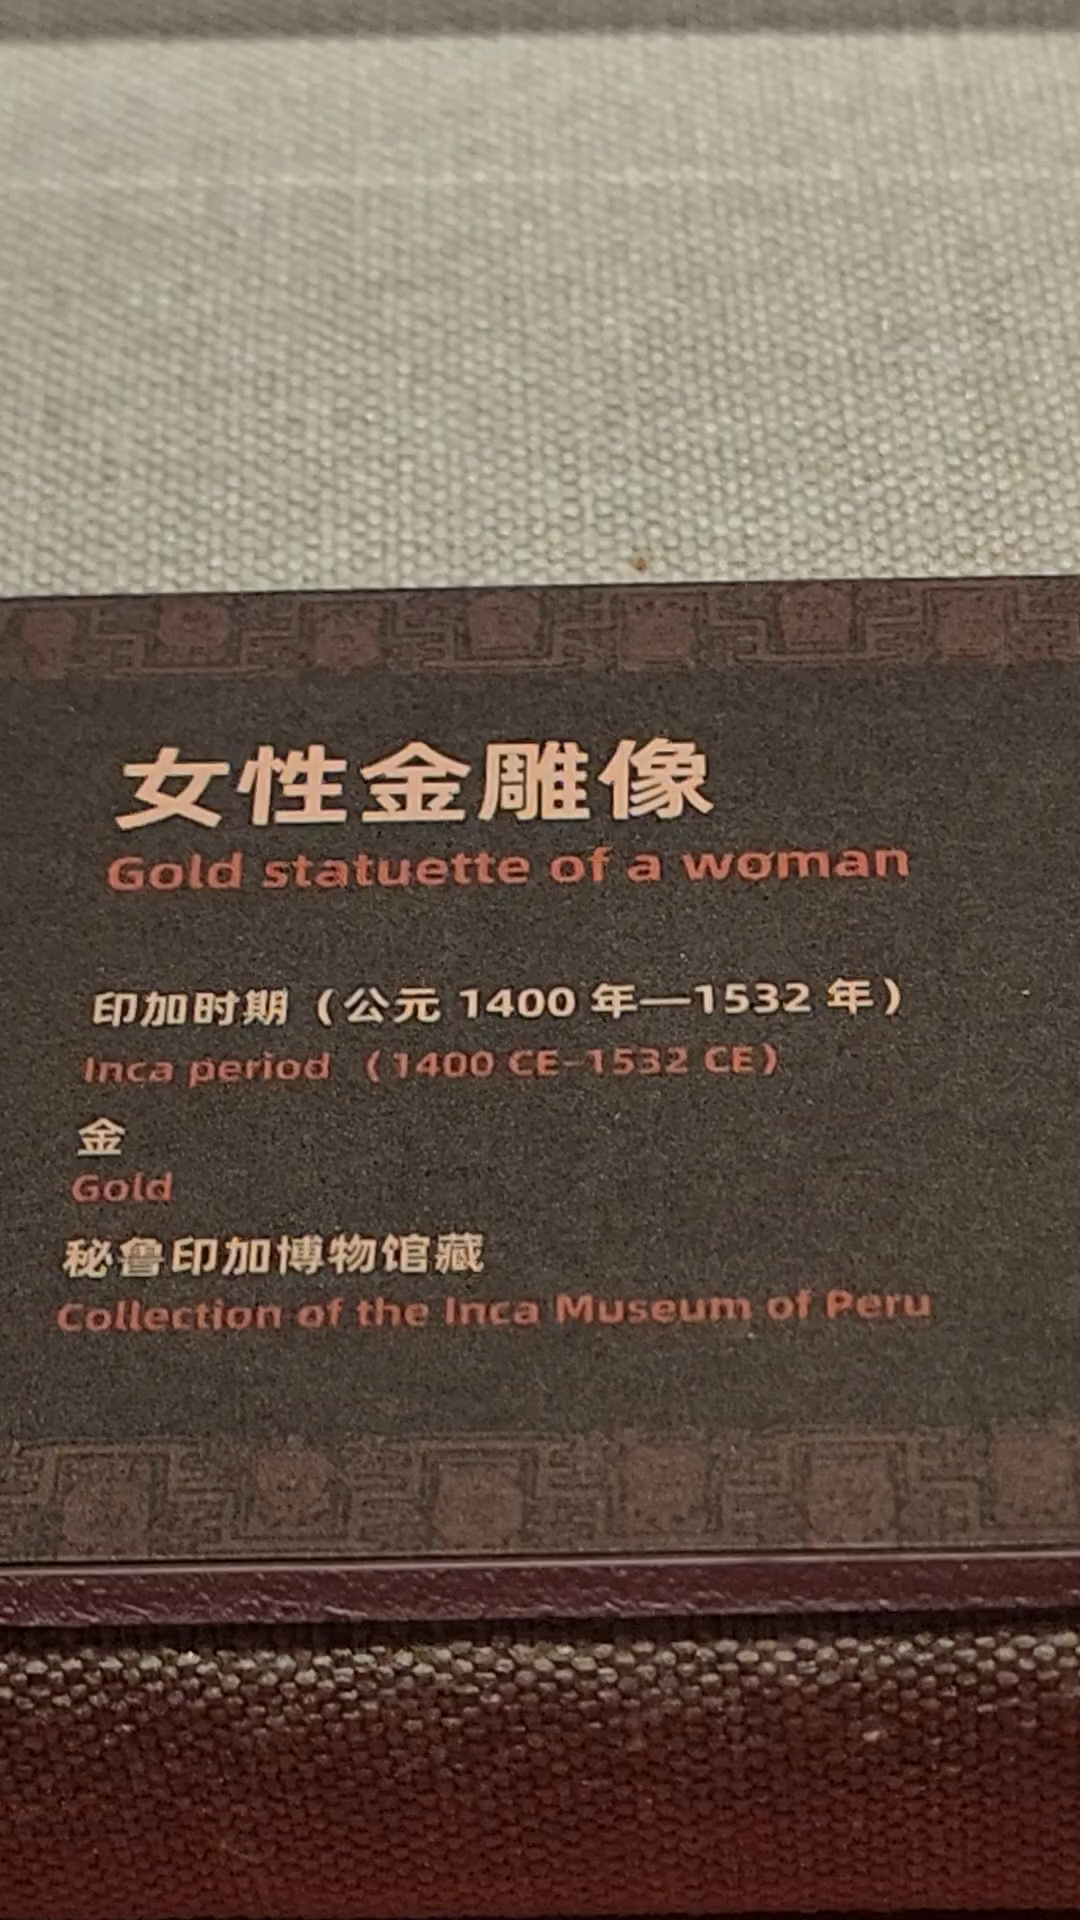 女性金雕像
Gold statuette of a woman
印加时期（公元 1400 年—1532 年）
Inca period （1400 CE-1532 CE）
金
Gold
秘鲁印加博物馆藏
Collection of the Inca Museum of Peru